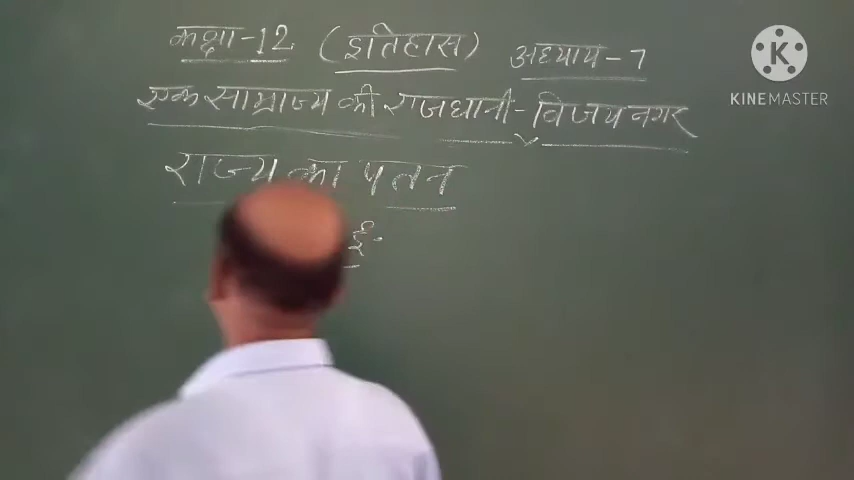 कक्षा-12 (इतिहास) अध्याय-7
एक साम्राज्य की राजधानी-विजयनगर
राज्य का पतन
ई.
KINEMASTER